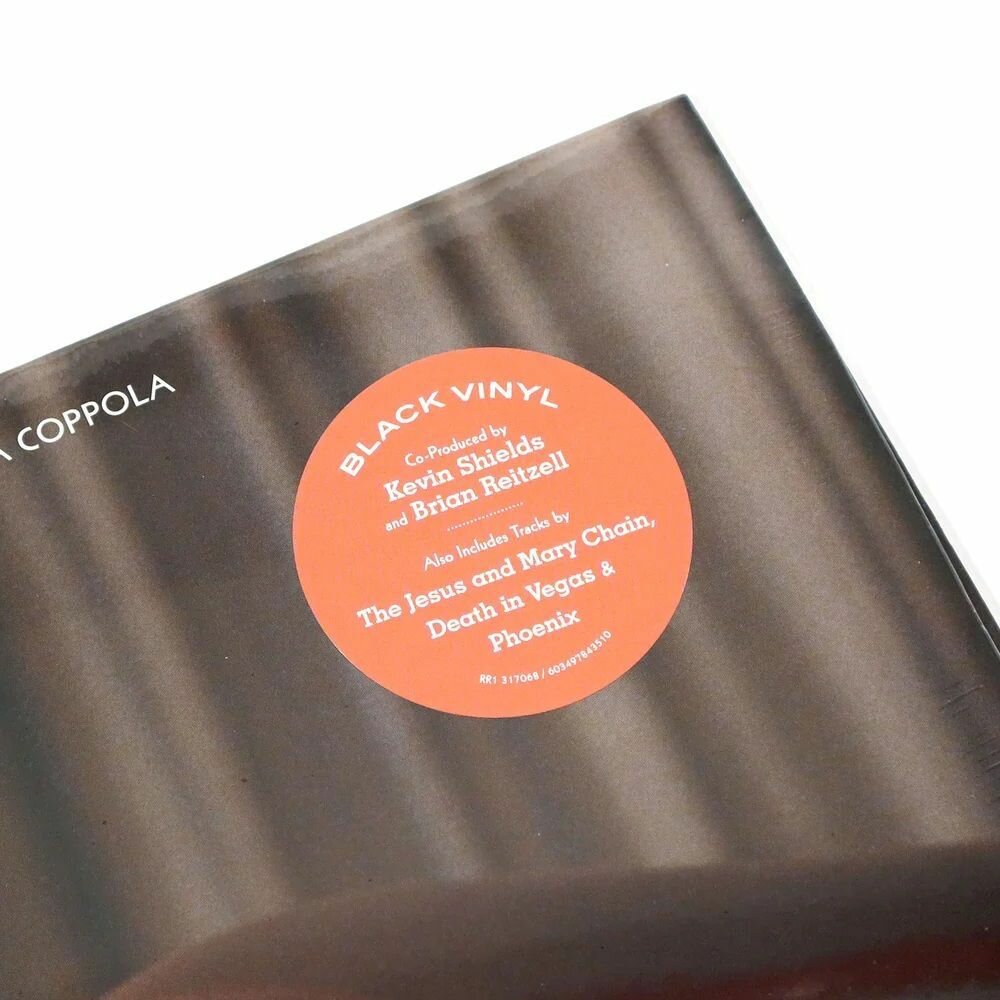 A COPPOLA
BLACK VINYL
Co-Produced by
Kevin Shields
and Brian Reitzell
Also Includes Tracks by
The Jesus and Mary Chain,
Death in Vegas &
Phoenix
RR1 317068 / 603497843510